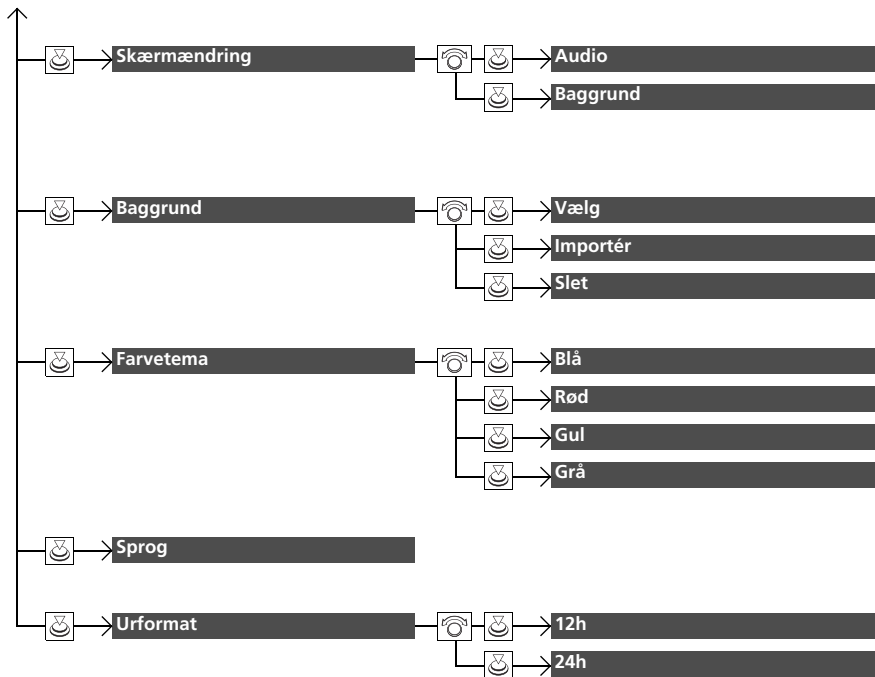 Skærmændring
Audio
Baggrund
Baggrund
Vælg
Importér
Slet
Farvetema
Blå
Rød
Gul
Grå
Sprog
Urformat
12h
24h